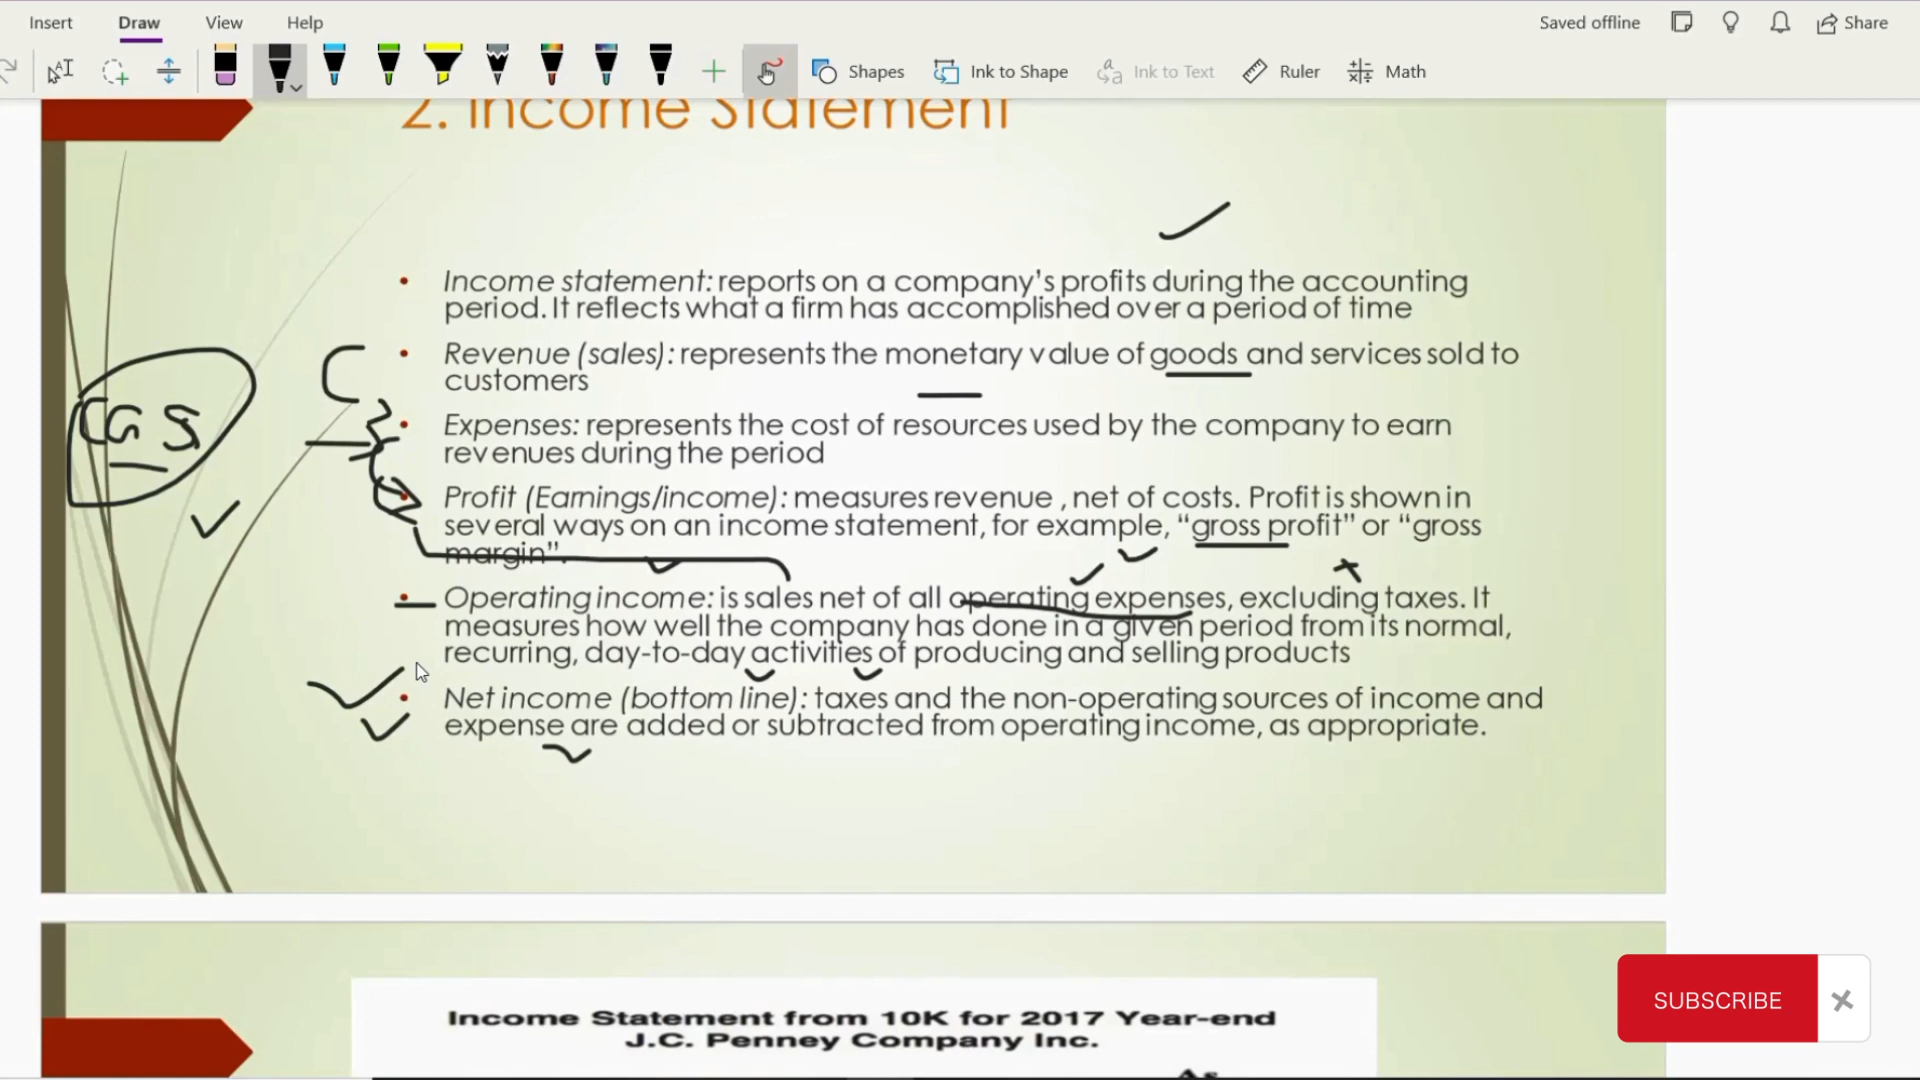 Insert Draw View Help Saved offline Share
Shapes Ink to Shape Ink to Text Ruler Math
2. Income Statement
• Income statement: reports on a company's profits during the accounting
period. It reflects what a firm has accomplished over a period of time
• Revenue (sales): represents the monetary value of goods and services sold to
customers
CGS
• Expenses: represents the cost of resources used by the company to earn
revenues during the period
• Profit (Earnings/income): measures revenue , net of costs. Profit is shown in
several ways on an income statement, for example, “gross profit” or “gross
margin”.
• Operating income: is sales net of all operating expenses, excluding taxes. It
measures how well the company has done in a given period from its normal,
recurring, day-to-day activities of producing and selling products
• Net income (bottom line): taxes and the non-operating sources of income and
expense are added or subtracted from operating income, as appropriate.
SUBSCRIBE
Income Statement from 10K for 2017 Year-end
J.C. Penney Company Inc.